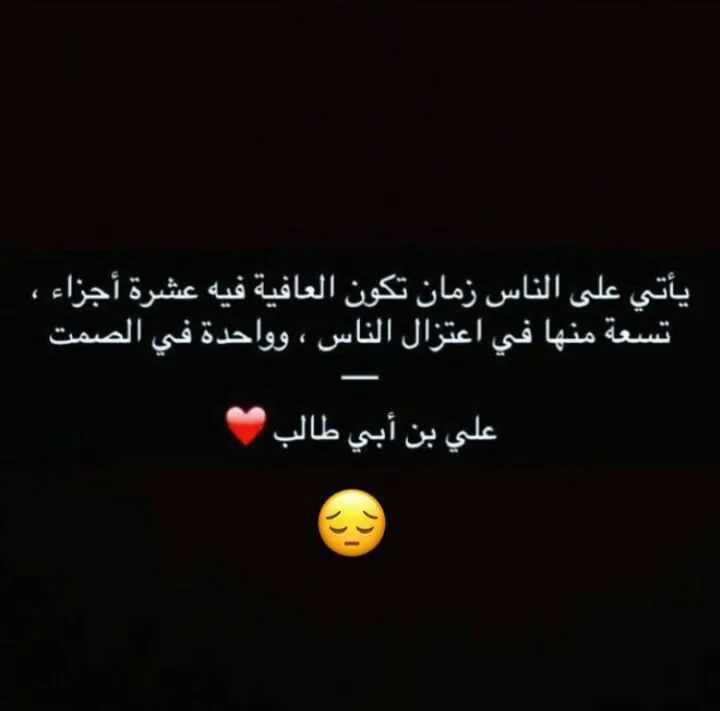 يأتي على الناس زمان تكون العافية فيه عشرة أجزاء ،
تسعة منها في اعتزال الناس ، وواحدة في الصمت
—
علي بن أبي طالب ❤️
😔